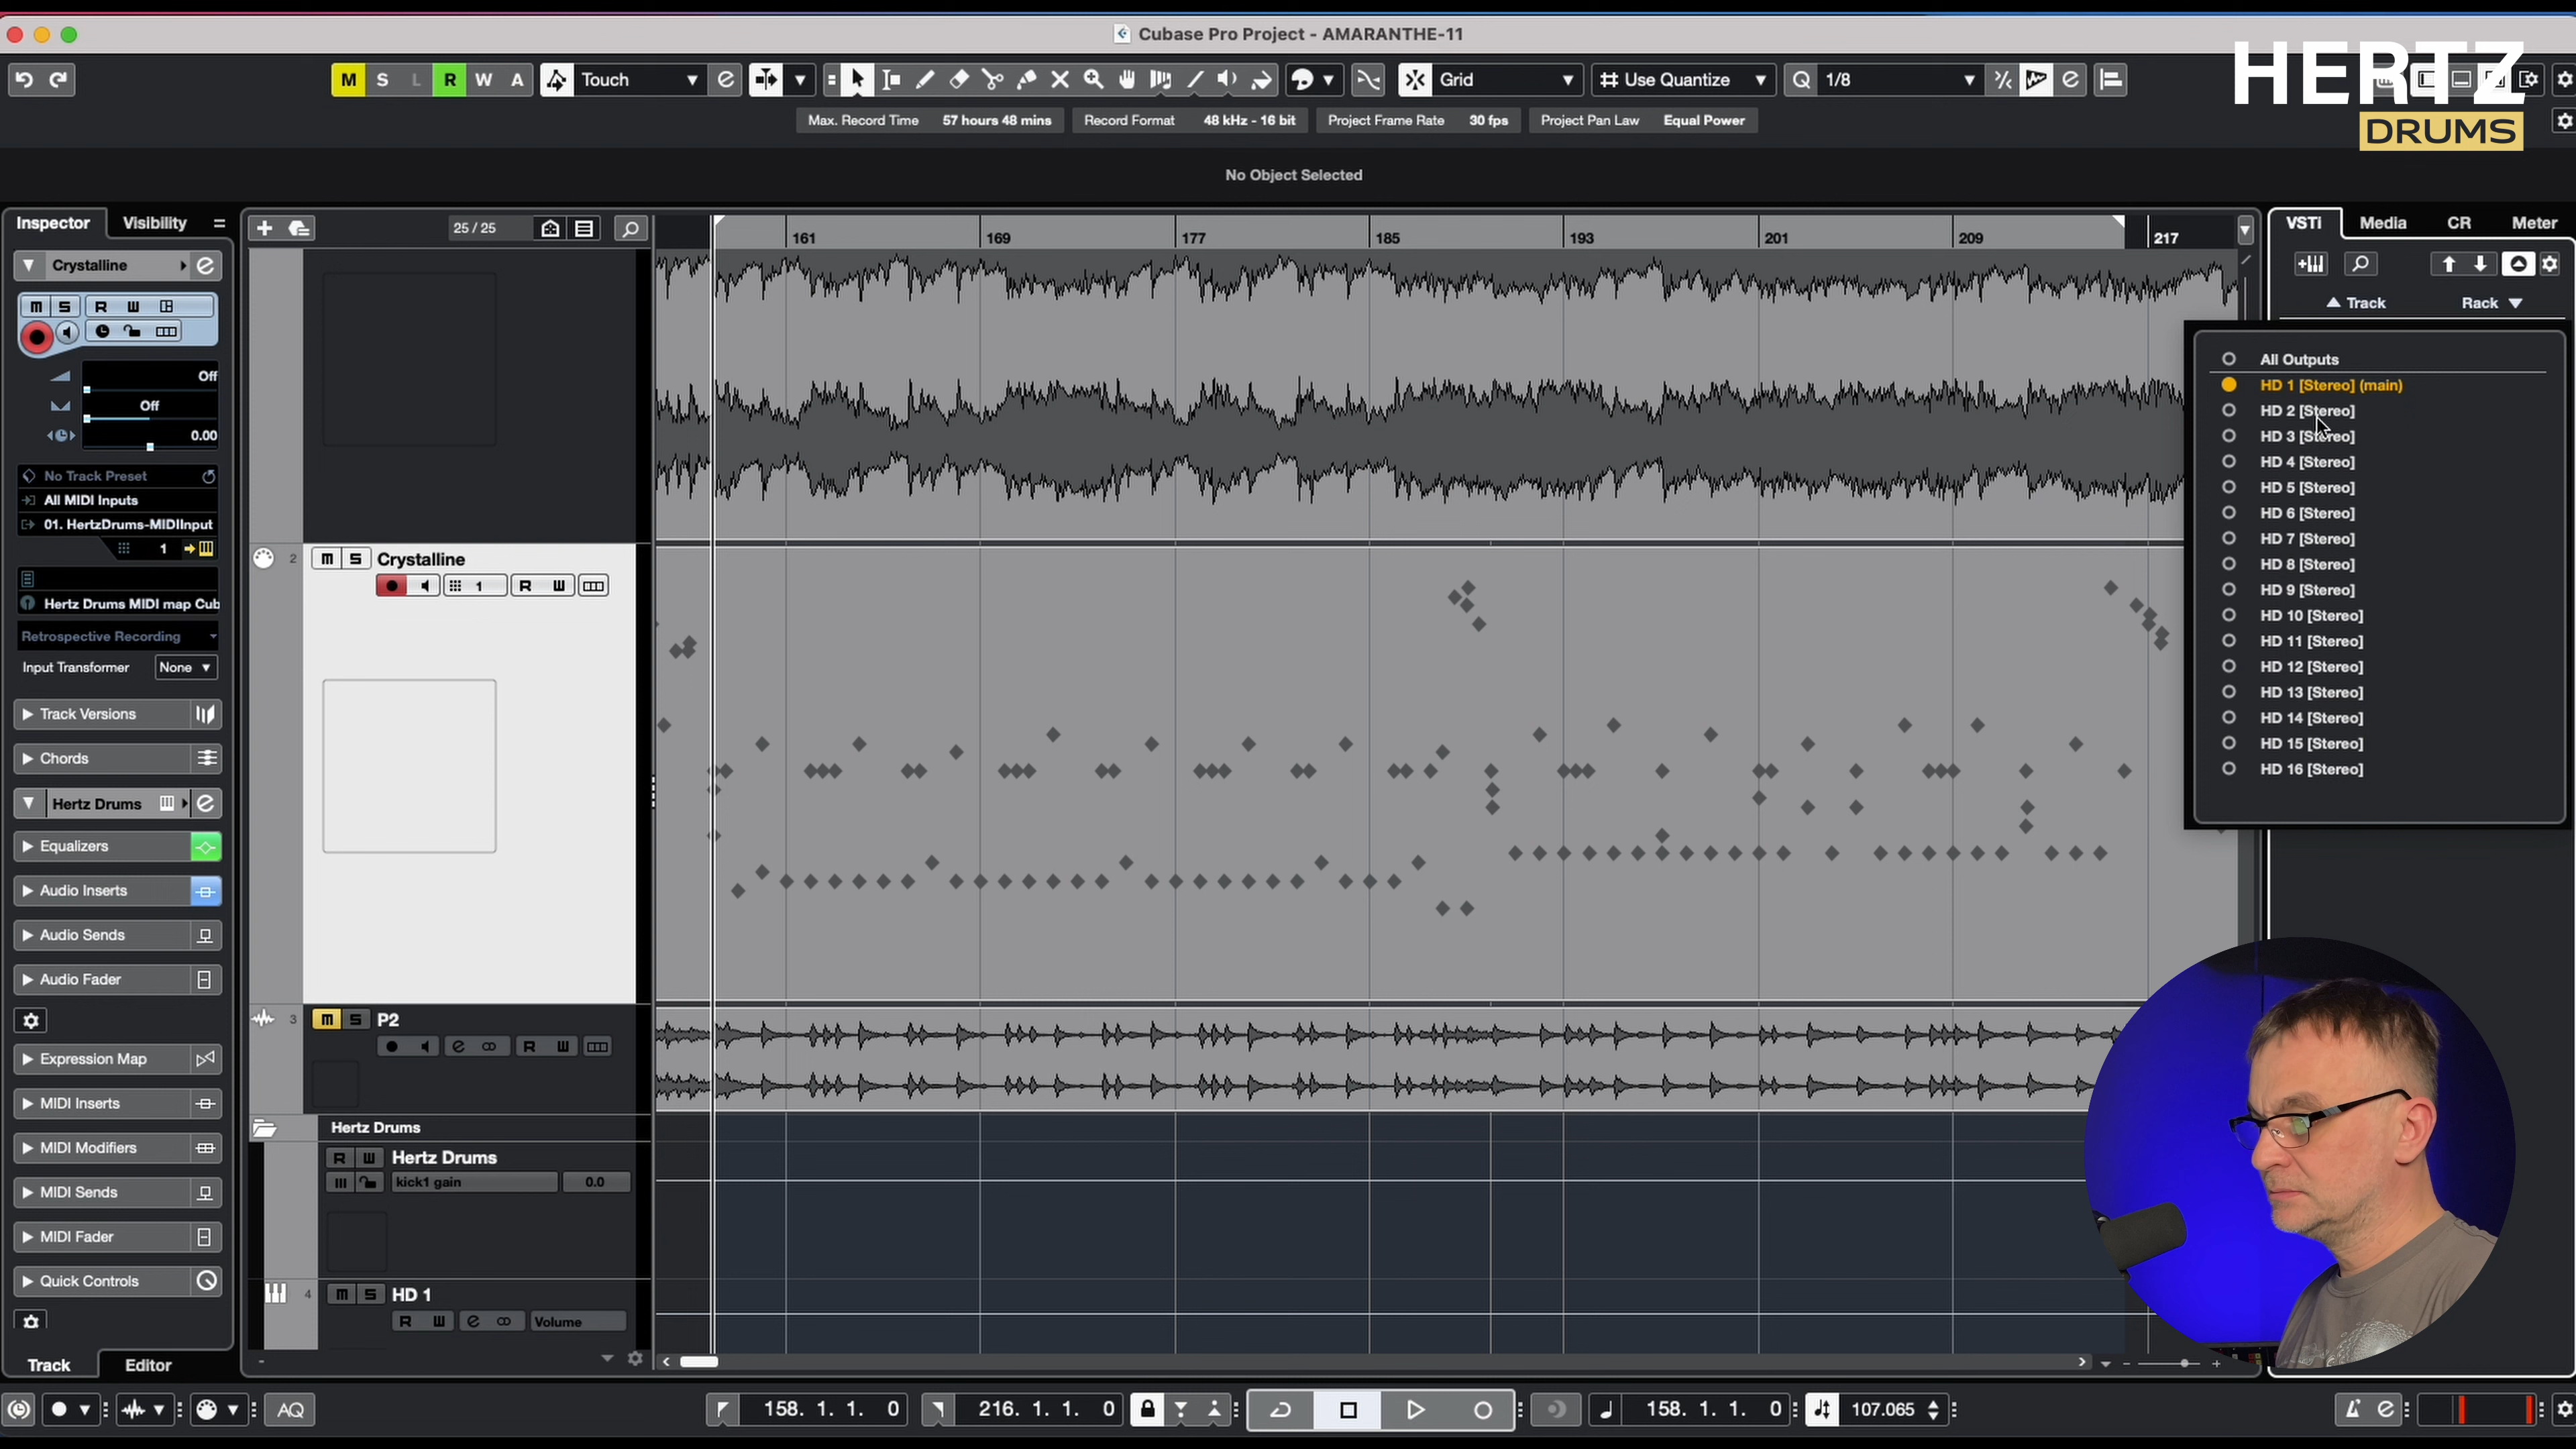 Cubase Pro Project - AMARANTHE-11
HERTZ
DRUMS
M S L R W A Touch Grid Use Quantize Q 1/8
Max. Record Time 57 hours 48 mins Record Format 48 kHz - 16 bit Project Frame Rate 30 fps Project Pan Law Equal Power
No Object Selected
Inspector Visibility
25 / 25
161 169 177 185 193 201 209 217
VSTi Media CR Meter
Track Rack
Crystalline
M S R W
Off
Off
0.00
No Track Preset
All MIDI Inputs
01. HertzDrums-MIDIInput
1
Hertz Drums MIDI map Cub
Retrospective Recording
Input Transformer None
Track Versions
Chords
Hertz Drums
Equalizers
Audio Inserts
Audio Sends
Audio Fader
Expression Map
MIDI Inserts
MIDI Modifiers
MIDI Sends
MIDI Fader
Quick Controls
Track Editor
2 M S Crystalline
1 R W
3 M S P2
R W
Hertz Drums
R W Hertz Drums
kick1 gain 0.0
4 M S HD 1
R W Volume
All Outputs
HD 1 [Stereo] (main)
HD 2 [Stereo]
HD 3 [Stereo]
HD 4 [Stereo]
HD 5 [Stereo]
HD 6 [Stereo]
HD 7 [Stereo]
HD 8 [Stereo]
HD 9 [Stereo]
HD 10 [Stereo]
HD 11 [Stereo]
HD 12 [Stereo]
HD 13 [Stereo]
HD 14 [Stereo]
HD 15 [Stereo]
HD 16 [Stereo]
AQ 158. 1. 1. 0 216. 1. 1. 0 158. 1. 1. 0 107.065